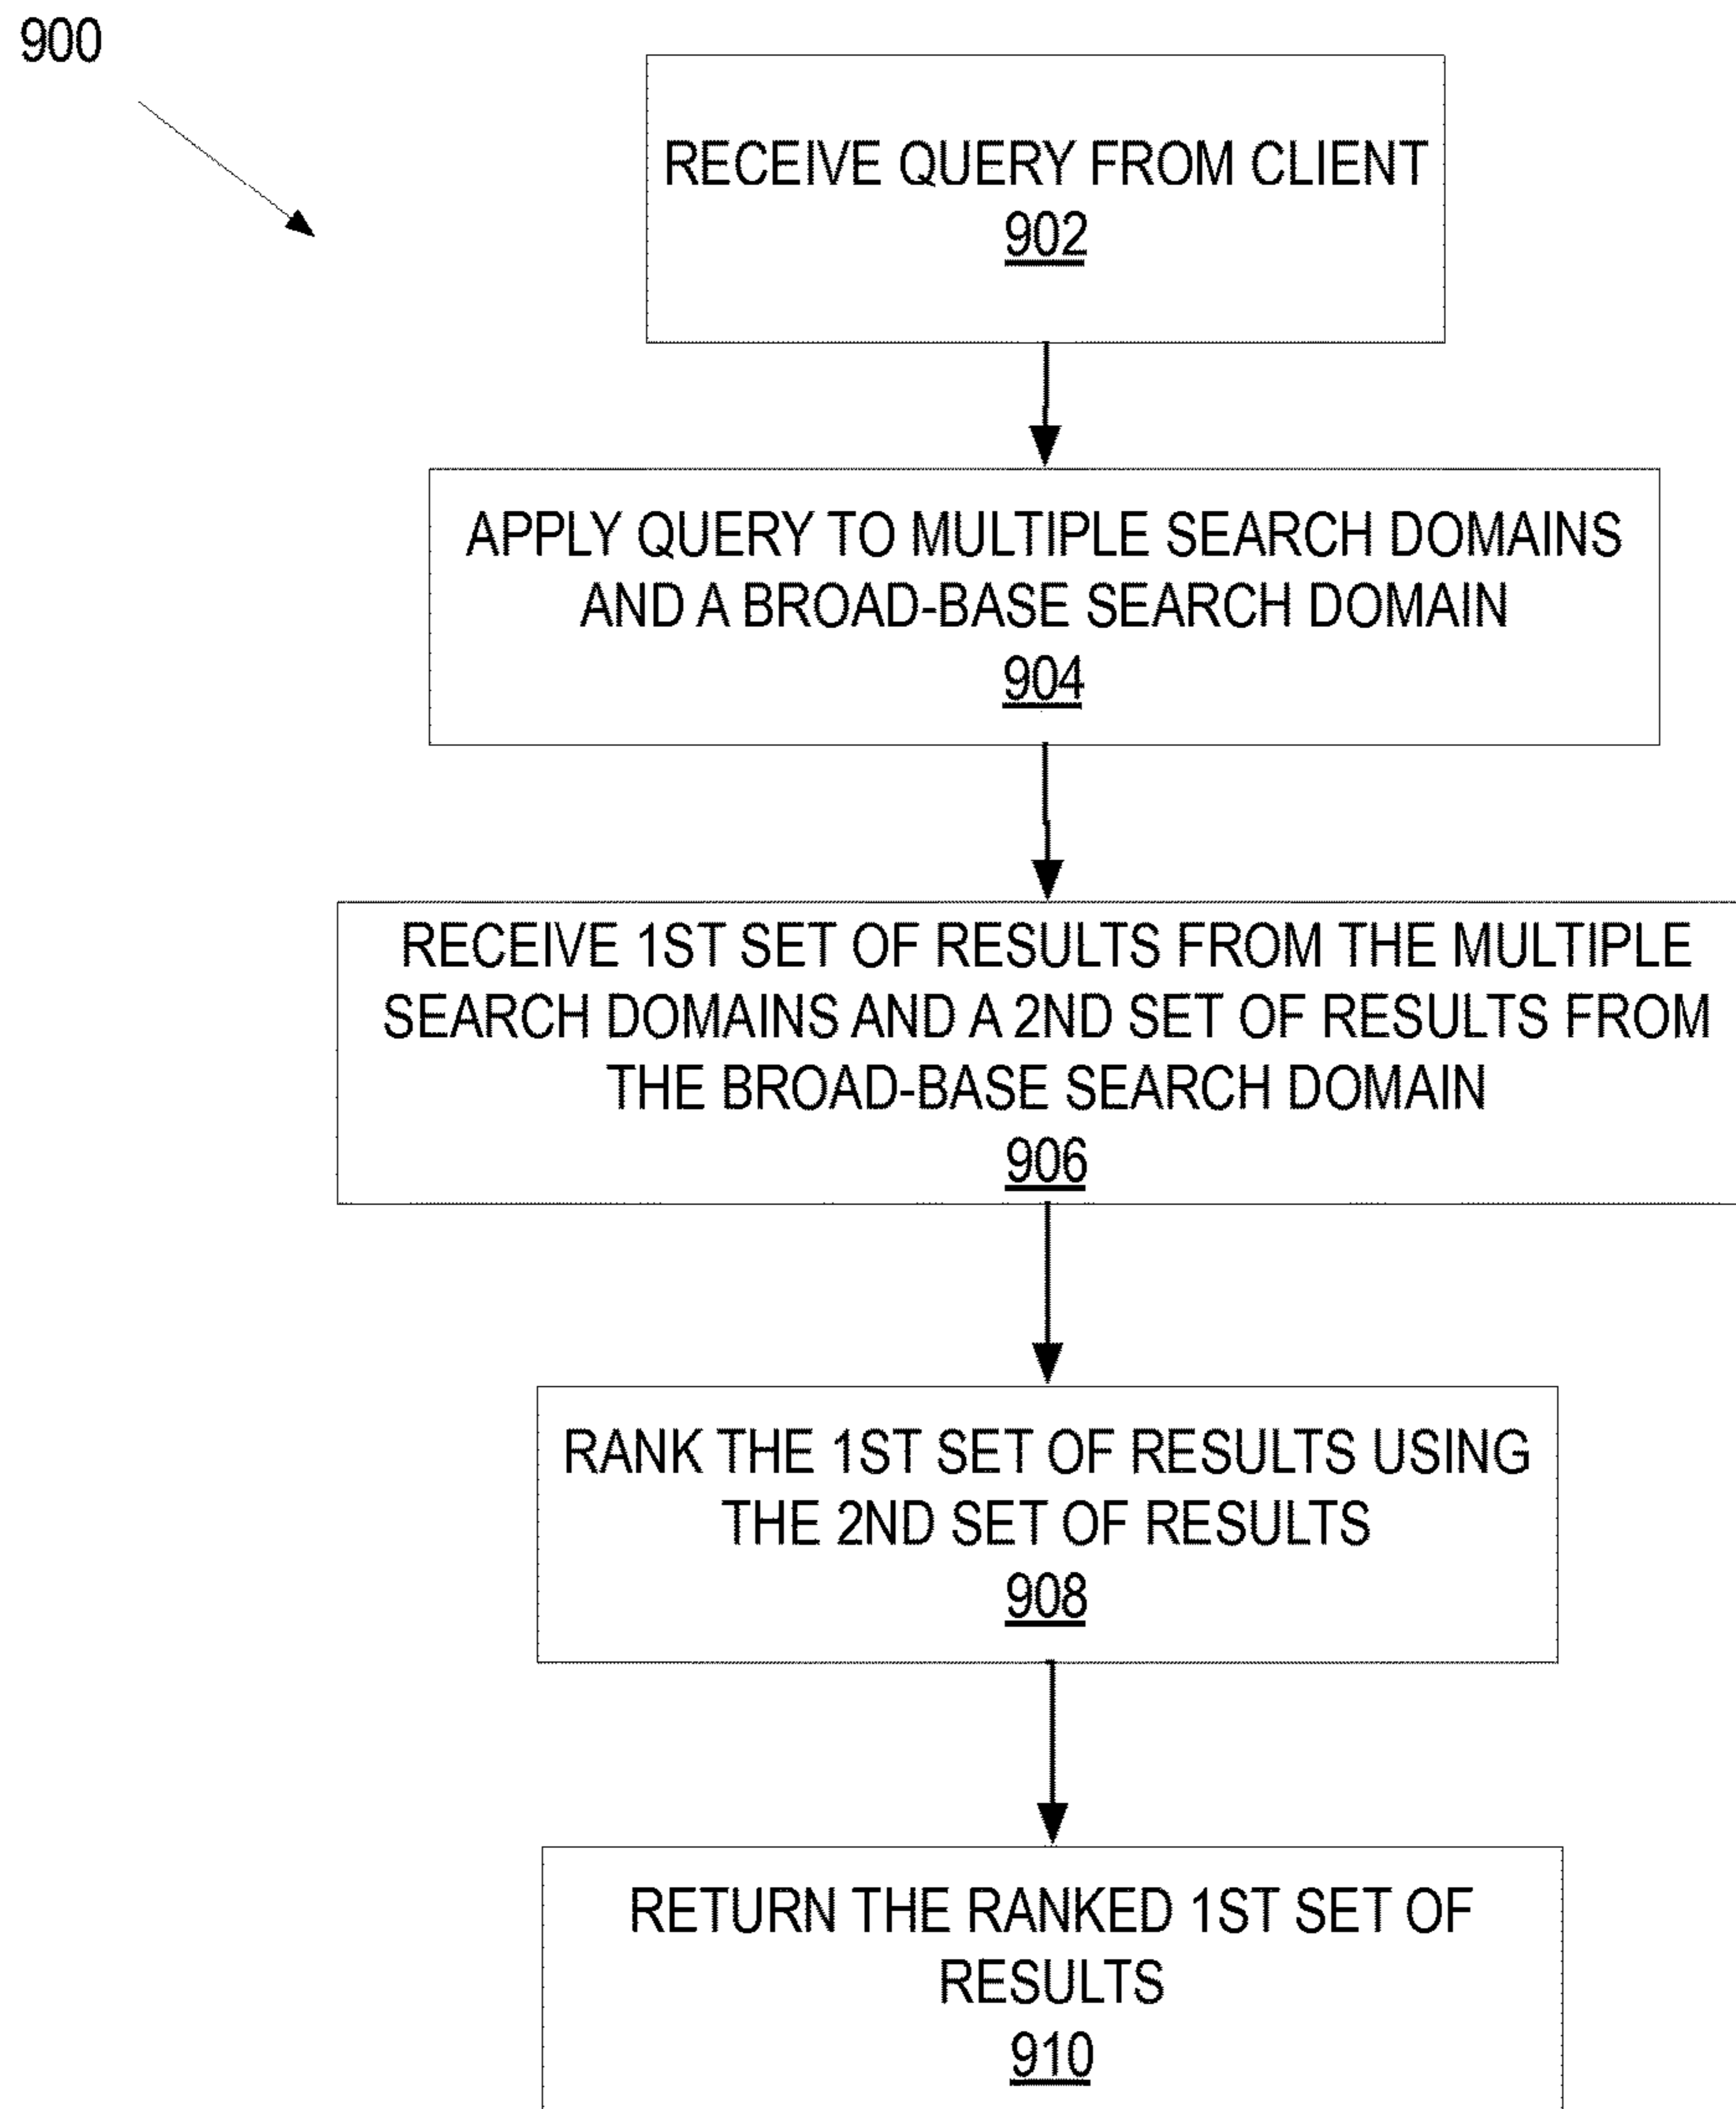 900
RECEIVE QUERY FROM CLIENT
902
APPLY QUERY TO MULTIPLE SEARCH DOMAINS
AND A BROAD-BASE SEARCH DOMAIN
904
RECEIVE 1ST SET OF RESULTS FROM THE MULTIPLE
SEARCH DOMAINS AND A 2ND SET OF RESULTS FROM
THE BROAD-BASE SEARCH DOMAIN
906
RANK THE 1ST SET OF RESULTS USING
THE 2ND SET OF RESULTS
908
RETURN THE RANKED 1ST SET OF
RESULTS
910